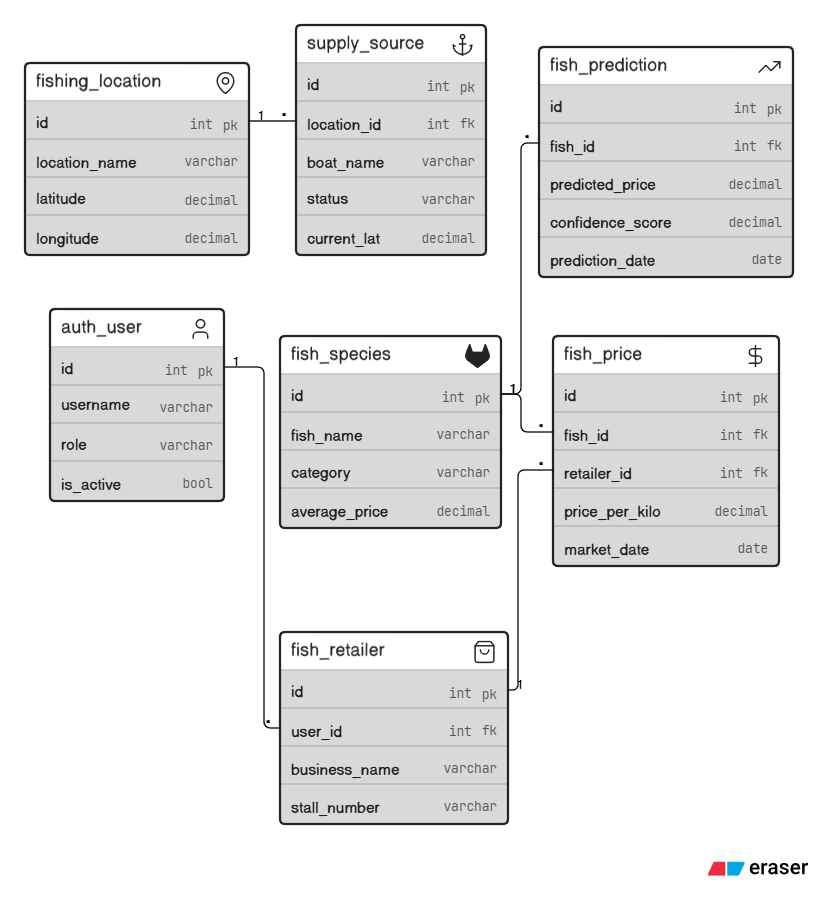 fishing_location
id int pk
location_name varchar
latitude decimal
longitude decimal
1
supply_source
id int pk
location_id int fk
boat_name varchar
status varchar
current_lat decimal
fish_prediction
id int pk
fish_id int fk
predicted_price decimal
confidence_score decimal
prediction_date date
auth_user
id int pk
username varchar
role varchar
is_active bool
1
fish_species
id int pk
fish_name varchar
category varchar
average_price decimal
1
fish_price
id int pk
fish_id int fk
retailer_id int fk
price_per_kilo decimal
market_date date
fish_retailer
id int pk
user_id int fk
business_name varchar
stall_number varchar
1
eraser